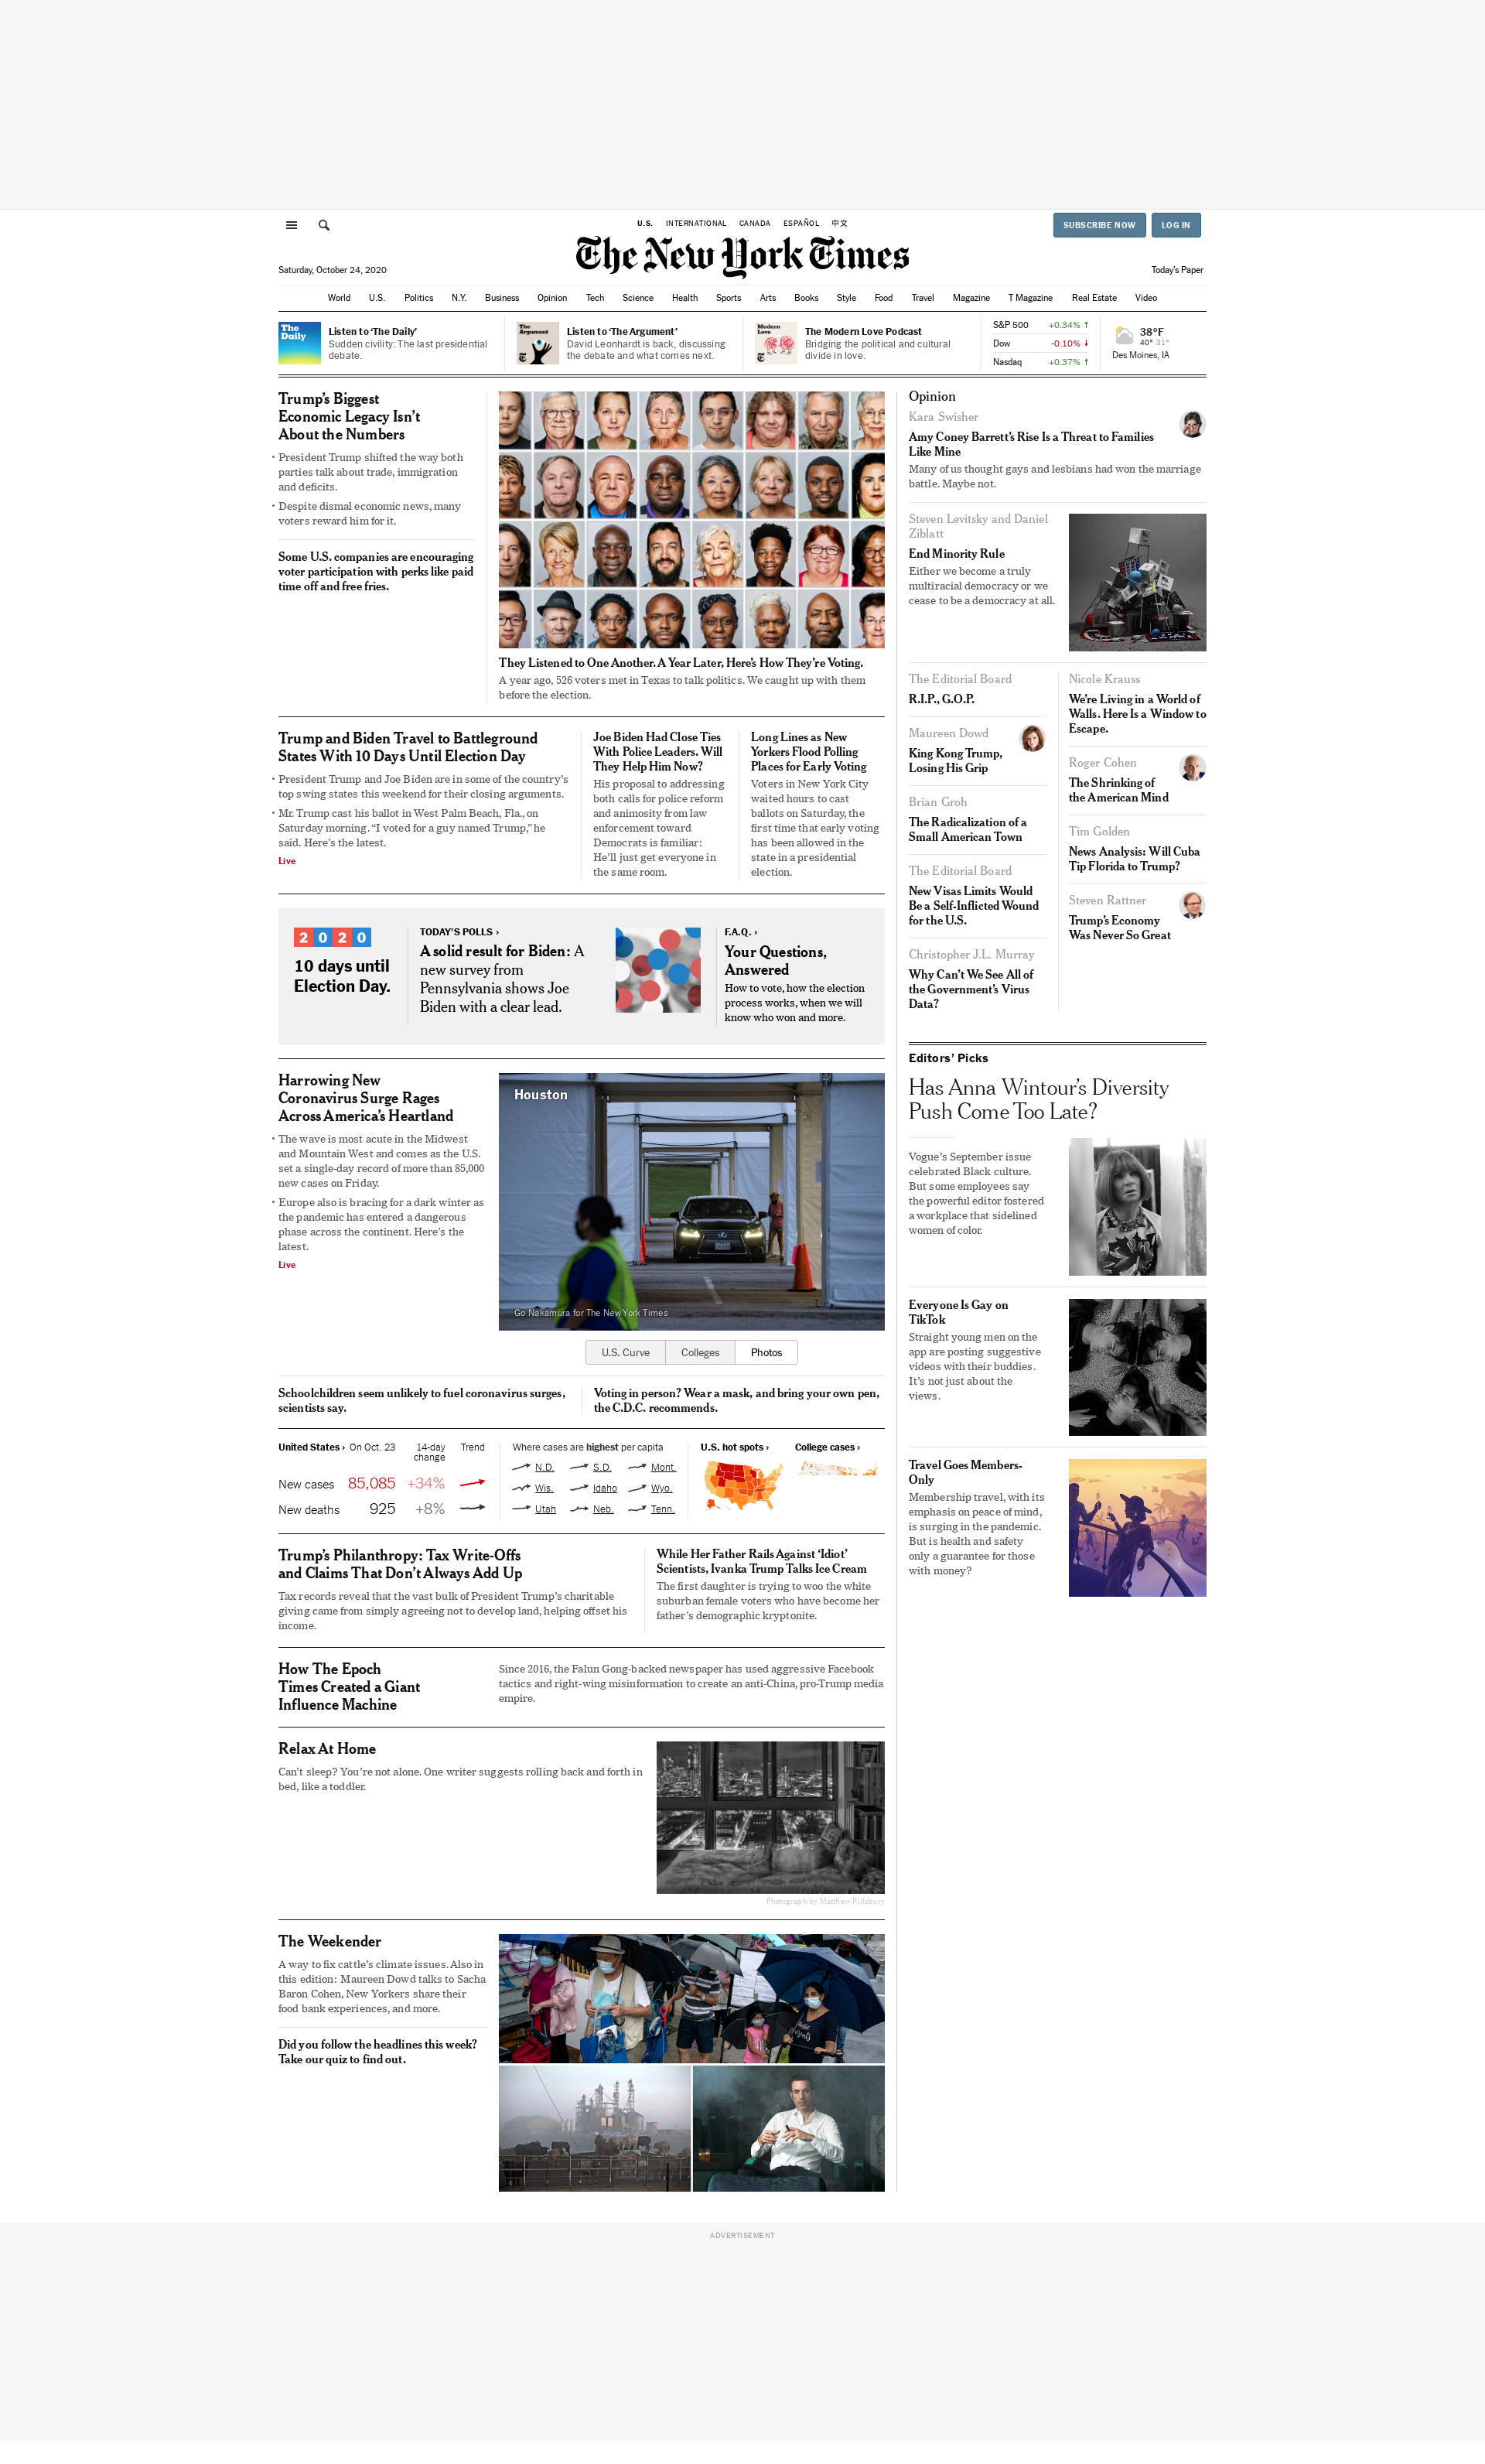 U.S. INTERNATIONAL CANADA ESPAÑOL 中文
SUBSCRIBE NOW LOG IN
The New York Times
Saturday, October 24, 2020
Today's Paper
World U.S. Politics N.Y. Business Opinion Tech Science Health Sports Arts Books Style Food Travel Magazine T Magazine Real Estate Video
The
Daily
Listen to ‘The Daily’
Sudden civility: The last presidential
debate.
The
Argument
Listen to ‘The Argument’
David Leonhardt is back, discussing
the debate and what comes next.
Modern
Love
The Modern Love Podcast
Bridging the political and cultural
divide in love.
S&P 500 +0.34%
Dow -0.10%
Nasdaq +0.37%
38°F
40° 31°
Des Moines, IA
Trump’s Biggest
Economic Legacy Isn’t
About the Numbers
• President Trump shifted the way both
parties talk about trade, immigration
and deficits.
• Despite dismal economic news, many
voters reward him for it.
Some U.S. companies are encouraging
voter participation with perks like paid
time off and free fries.
They Listened to One Another. A Year Later, Here’s How They’re Voting.
A year ago, 526 voters met in Texas to talk politics. We caught up with them
before the election.
Trump and Biden Travel to Battleground
States With 10 Days Until Election Day
• President Trump and Joe Biden are in some of the country’s
top swing states this weekend for their closing arguments.
• Mr. Trump cast his ballot in West Palm Beach, Fla., on
Saturday morning. “I voted for a guy named Trump,” he
said. Here’s the latest.
Live
Joe Biden Had Close Ties
With Police Leaders. Will
They Help Him Now?
His proposal to addressing
both calls for police reform
and animosity from law
enforcement toward
Democrats is familiar:
He’ll just get everyone in
the same room.
Long Lines as New
Yorkers Flood Polling
Places for Early Voting
Voters in New York City
waited hours to cast
ballots on Saturday, the
first time that early voting
has been allowed in the
state in a presidential
election.
2020
10 days until
Election Day.
TODAY’S POLLS ›
A solid result for Biden: A
new survey from
Pennsylvania shows Joe
Biden with a clear lead.
F.A.Q. ›
Your Questions,
Answered
How to vote, how the election
process works, when we will
know who won and more.
Harrowing New
Coronavirus Surge Rages
Across America’s Heartland
• The wave is most acute in the Midwest
and Mountain West and comes as the U.S.
set a single-day record of more than 85,000
new cases on Friday.
• Europe also is bracing for a dark winter as
the pandemic has entered a dangerous
phase across the continent. Here’s the
latest.
Live
Houston
Go Nakamura for The New York Times
U.S. Curve Colleges Photos
Schoolchildren seem unlikely to fuel coronavirus surges,
scientists say.
Voting in person? Wear a mask, and bring your own pen,
the C.D.C. recommends.
United States › On Oct. 23 14-day
change Trend
New cases 85,085 +34%
New deaths 925 +8%
Where cases are highest per capita
N.D. S.D. Mont.
Wis. Idaho Wyo.
Utah Neb. Tenn.
U.S. hot spots ›
College cases ›
Trump’s Philanthropy: Tax Write-Offs
and Claims That Don’t Always Add Up
Tax records reveal that the vast bulk of President Trump’s charitable
giving came from simply agreeing not to develop land, helping offset his
income.
While Her Father Rails Against ‘Idiot’
Scientists, Ivanka Trump Talks Ice Cream
The first daughter is trying to woo the white
suburban female voters who have become her
father’s demographic kryptonite.
How The Epoch
Times Created a Giant
Influence Machine
Since 2016, the Falun Gong-backed newspaper has used aggressive Facebook
tactics and right-wing misinformation to create an anti-China, pro-Trump media
empire.
Relax At Home
Can’t sleep? You’re not alone. One writer suggests rolling back and forth in
bed, like a toddler.
Photograph by Matthew Pillsbury
The Weekender
A way to fix cattle’s climate issues. Also in
this edition: Maureen Dowd talks to Sacha
Baron Cohen, New Yorkers share their
food bank experiences, and more.
Did you follow the headlines this week?
Take our quiz to find out.
Opinion
Kara Swisher
Amy Coney Barrett’s Rise Is a Threat to Families
Like Mine
Many of us thought gays and lesbians had won the marriage
battle. Maybe not.
Steven Levitsky and Daniel
Ziblatt
End Minority Rule
Either we become a truly
multiracial democracy or we
cease to be a democracy at all.
The Editorial Board
R.I.P., G.O.P.
Maureen Dowd
King Kong Trump,
Losing His Grip
Brian Groh
The Radicalization of a
Small American Town
The Editorial Board
New Visas Limits Would
Be a Self-Inflicted Wound
for the U.S.
Christopher J.L. Murray
Why Can’t We See All of
the Government’s Virus
Data?
Nicole Krauss
We’re Living in a World of
Walls. Here Is a Window to
Escape.
Roger Cohen
The Shrinking of
the American Mind
Tim Golden
News Analysis: Will Cuba
Tip Florida to Trump?
Steven Rattner
Trump’s Economy
Was Never So Great
Editors’ Picks
Has Anna Wintour’s Diversity
Push Come Too Late?
Vogue’s September issue
celebrated Black culture.
But some employees say
the powerful editor fostered
a workplace that sidelined
women of color.
Everyone Is Gay on
TikTok
Straight young men on the
app are posting suggestive
videos with their buddies.
It’s not just about the
views.
Travel Goes Members-
Only
Membership travel, with its
emphasis on peace of mind,
is surging in the pandemic.
But is health and safety
only a guarantee for those
with money?
ADVERTISEMENT